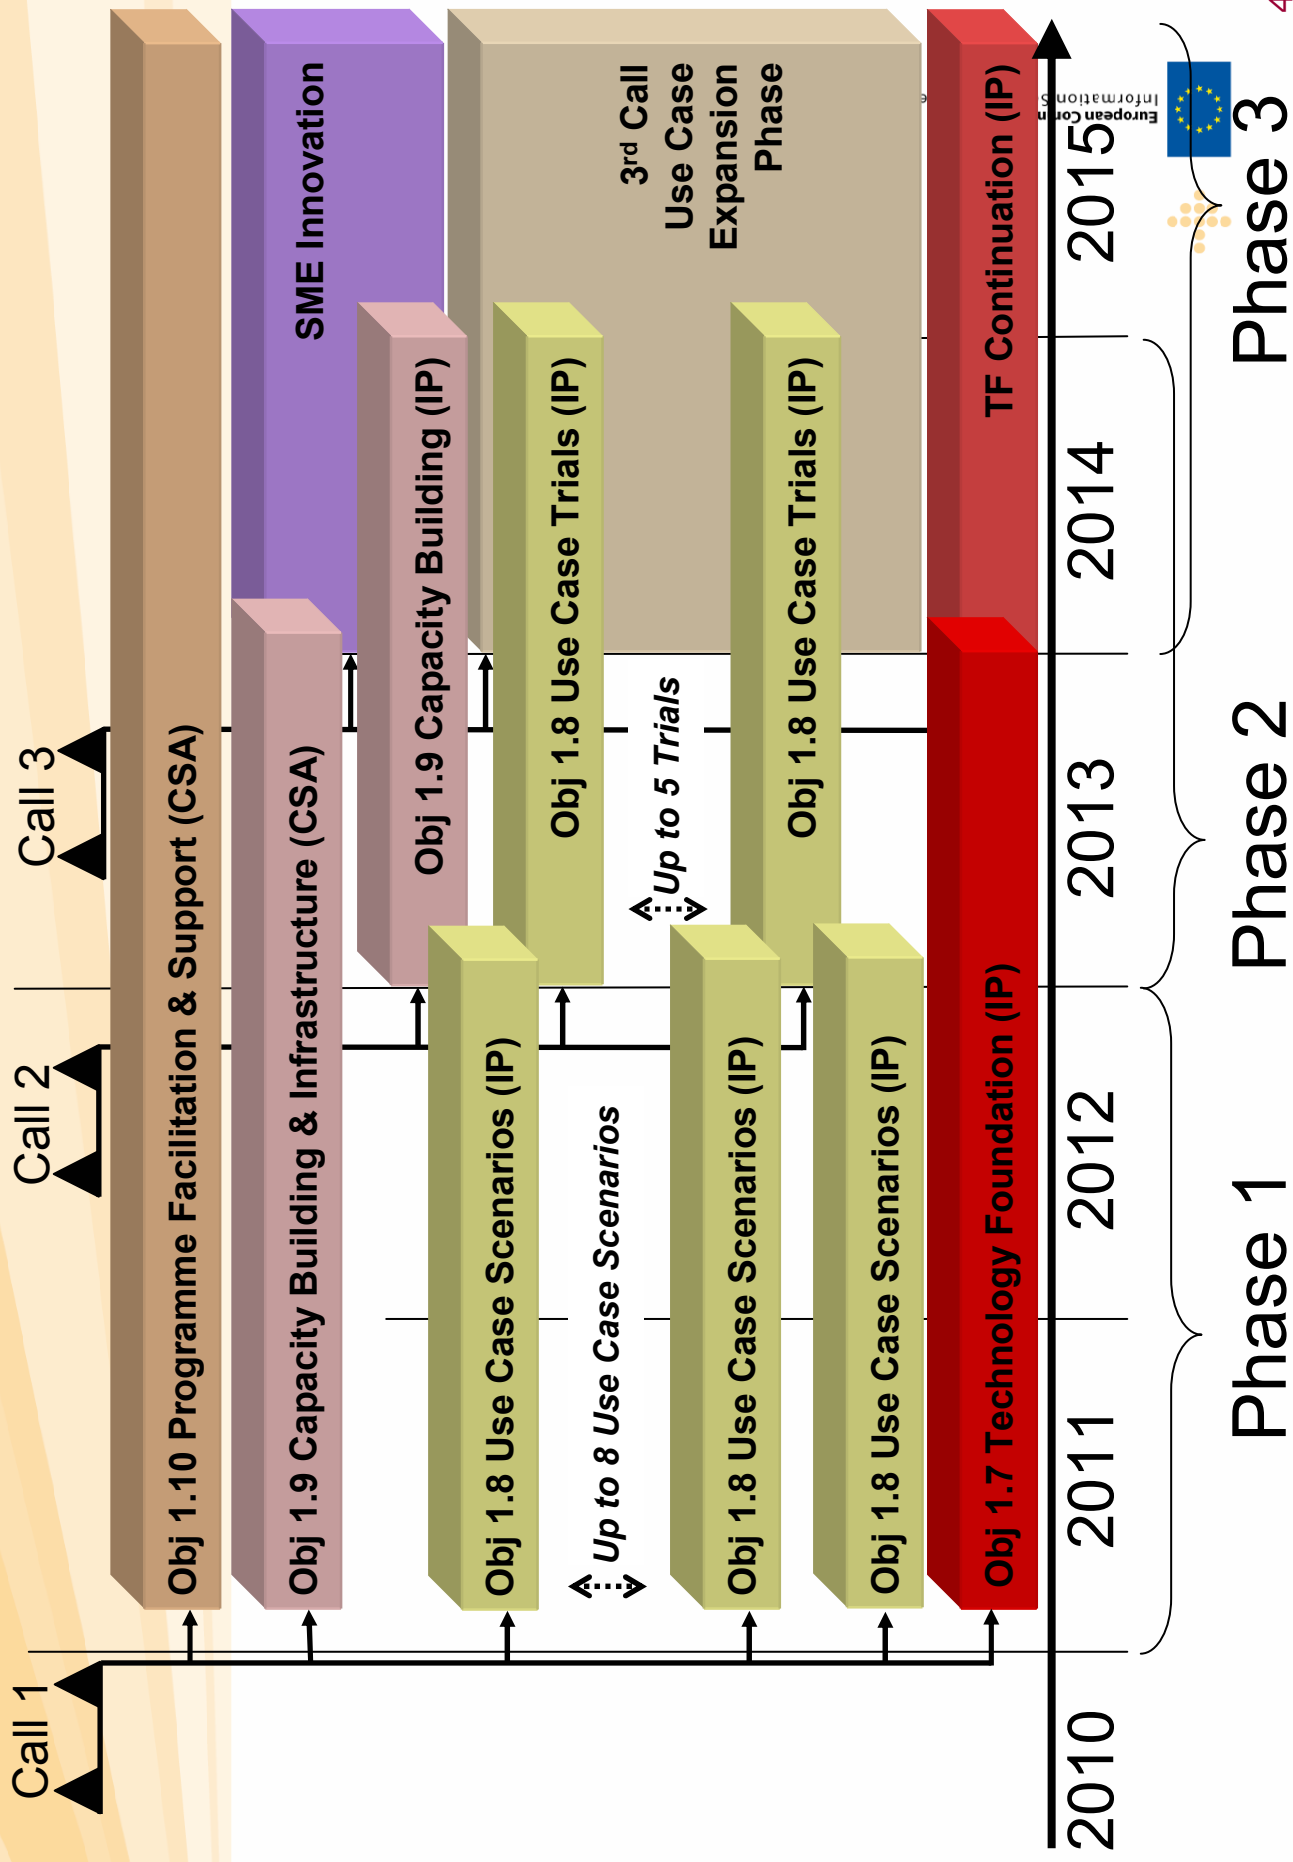 Call 1
Call 2
Call 3
Obj 1.10 Programme Facilitation & Support (CSA)
Obj 1.9 Capacity Building & Infrastructure (CSA)
SME Innovation
Obj 1.9 Capacity Building (IP)
Obj 1.8 Use Case Scenarios (IP)
Obj 1.8 Use Case Trials (IP)
Up to 8 Use Case Scenarios
Up to 5 Trials
3rd Call
Use Case
Expansion
Phase
Obj 1.8 Use Case Scenarios (IP)
Obj 1.8 Use Case Trials (IP)
Obj 1.8 Use Case Scenarios (IP)
Obj 1.7 Technology Foundation (IP)
TF Continuation (IP)
2010
2011
2012
2013
2014
2015
European
Information
Phase 1
Phase 2
Phase 3
4